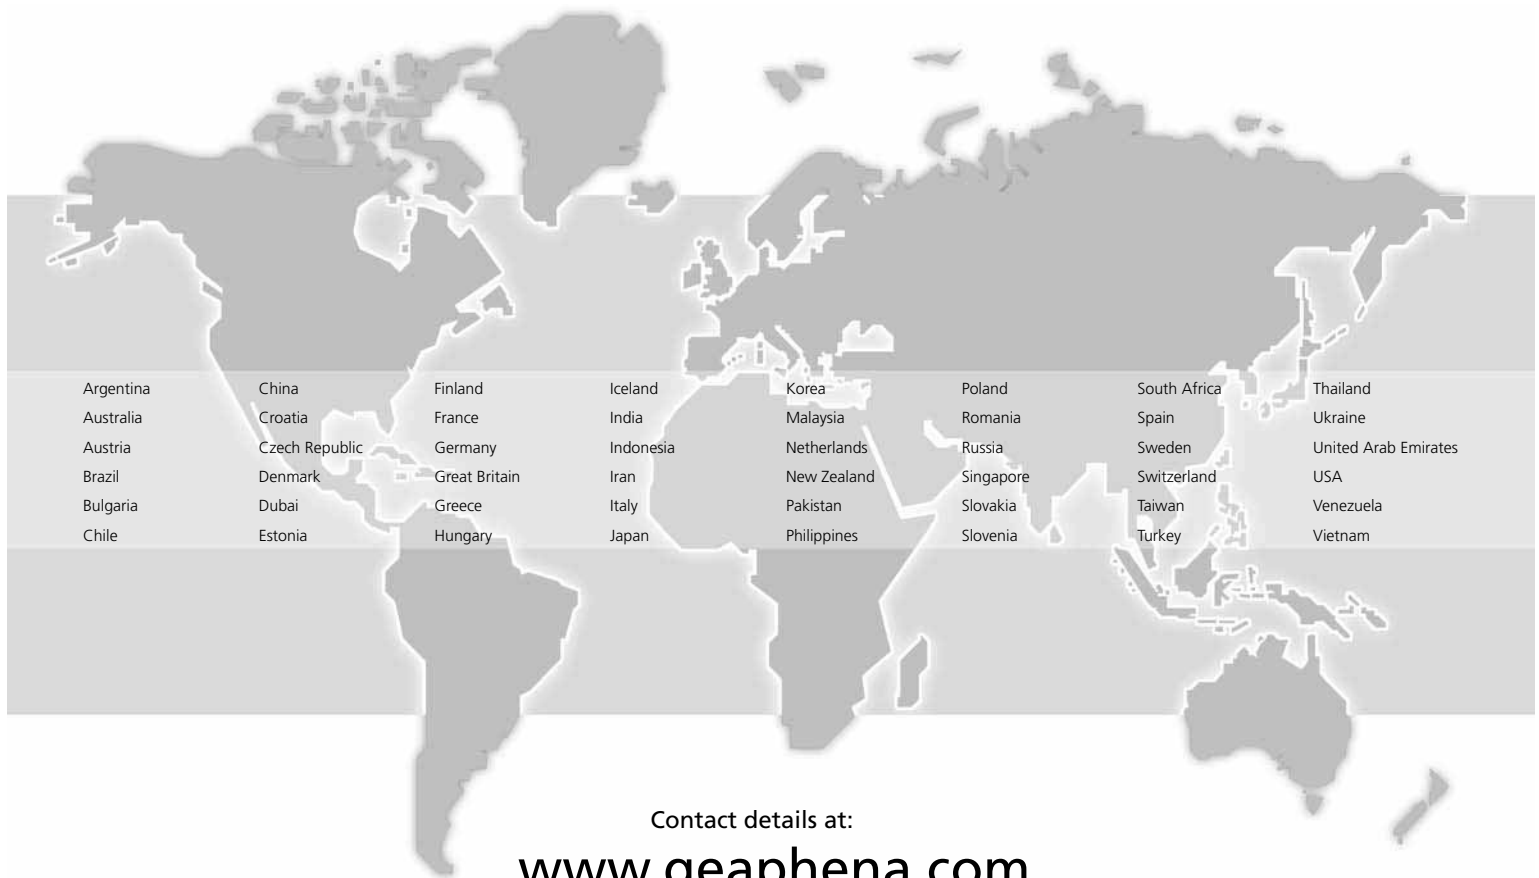 Argentina China Finland Iceland Korea Poland South Africa Thailand
Australia Croatia France India Malaysia Romania Spain Ukraine
Austria Czech Republic Germany Indonesia Netherlands Russia Sweden United Arab Emirates
Brazil Denmark Great Britain Iran New Zealand Singapore Switzerland USA
Bulgaria Dubai Greece Italy Pakistan Slovakia Taiwan Venezuela
Chile Estonia Hungary Japan Philippines Slovenia Turkey Vietnam
Contact details at:
www.geaphena.com